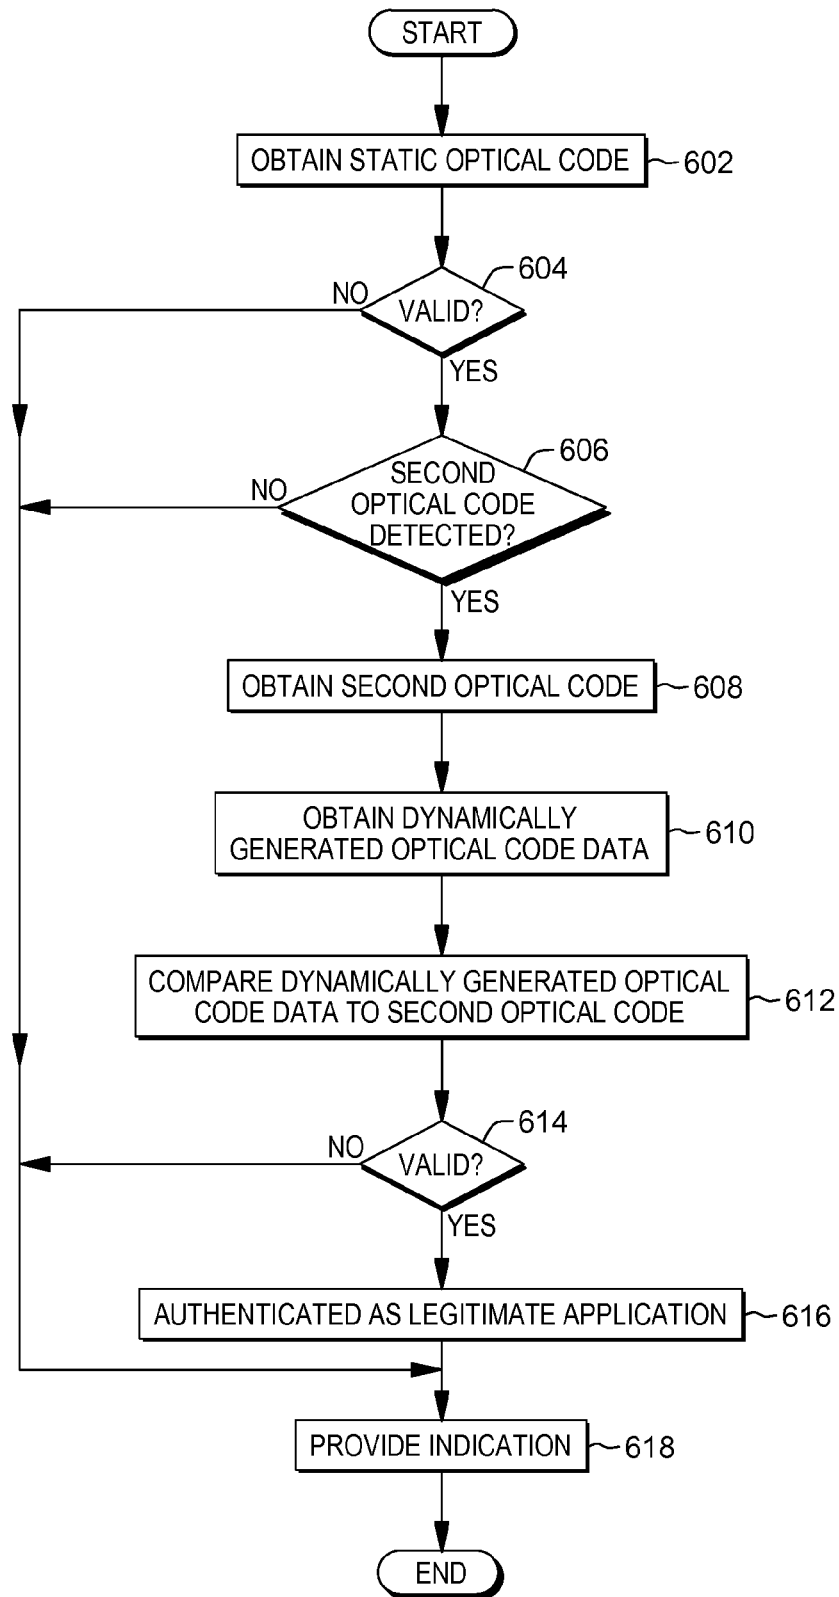 START
OBTAIN STATIC OPTICAL CODE
602
604
NO
VALID?
YES
606
NO
SECOND
OPTICAL CODE
DETECTED?
YES
OBTAIN SECOND OPTICAL CODE
608
OBTAIN DYNAMICALLY
GENERATED OPTICAL CODE DATA
610
COMPARE DYNAMICALLY GENERATED OPTICAL
CODE DATA TO SECOND OPTICAL CODE
612
614
NO
VALID?
YES
AUTHENTICATED AS LEGITIMATE APPLICATION
616
PROVIDE INDICATION
618
END